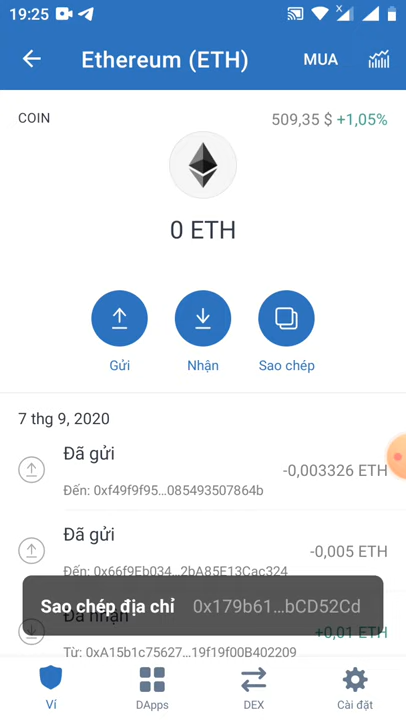 19:25
Ethereum (ETH)
MUA
COIN
509,35 $ +1,05%
0 ETH
Gửi
Nhận
Sao chép
7 thg 9, 2020
Đã gửi
-0,003326 ETH
Đến: 0xf49f9f95...085493507864b
Đã gửi
-0,005 ETH
Đến: 0x66f9Eb034...2bA85E13Cac324
Sao chép địa chỉ 0x179b61...bCD52Cd
Đã nhận
+0,01 ETH
Từ: 0xA15b1c75627...19f19f00B402209
Ví
DApps
DEX
Cài đặt